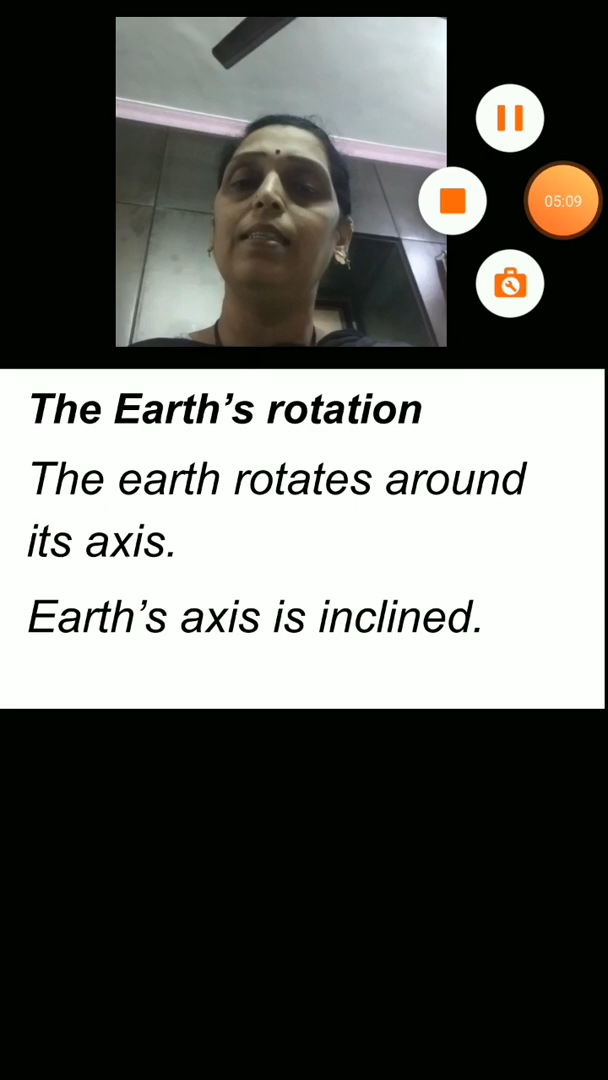 05:09
The Earth’s rotation
The earth rotates around
its axis.
Earth’s axis is inclined.